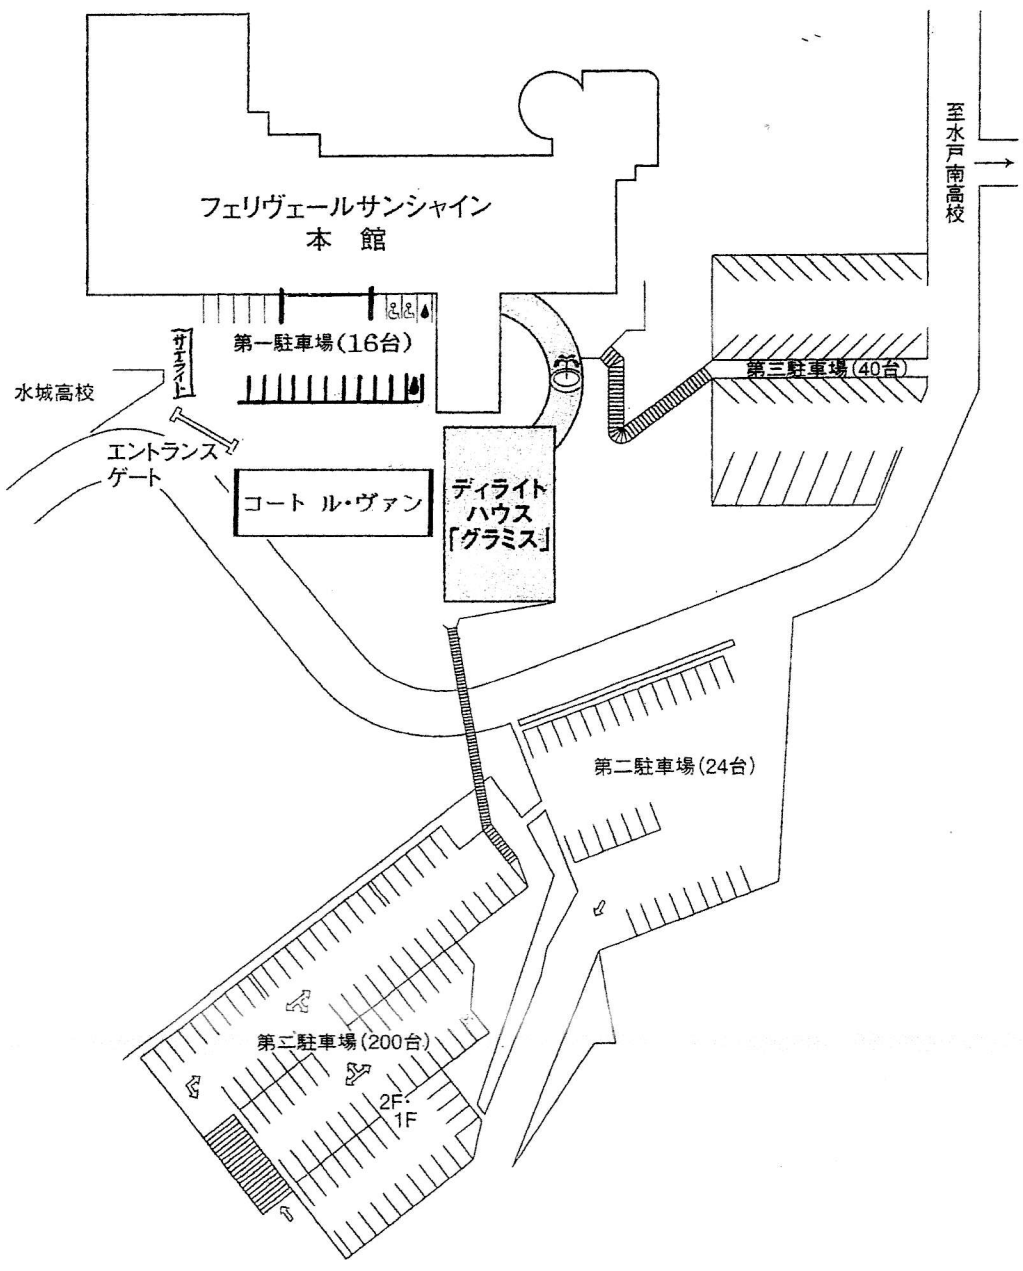 至水戸南高校
フェリヴェールサンシャイン
本館
サテライト
第一駐車場(16台)
第三駐車場(40台)
水城高校
エントランス
ゲート
コート ル・ヴァン
ディライト
ハウス
「グラミス」
第二駐車場(24台)
第二駐車場(200台)
2F・
1F